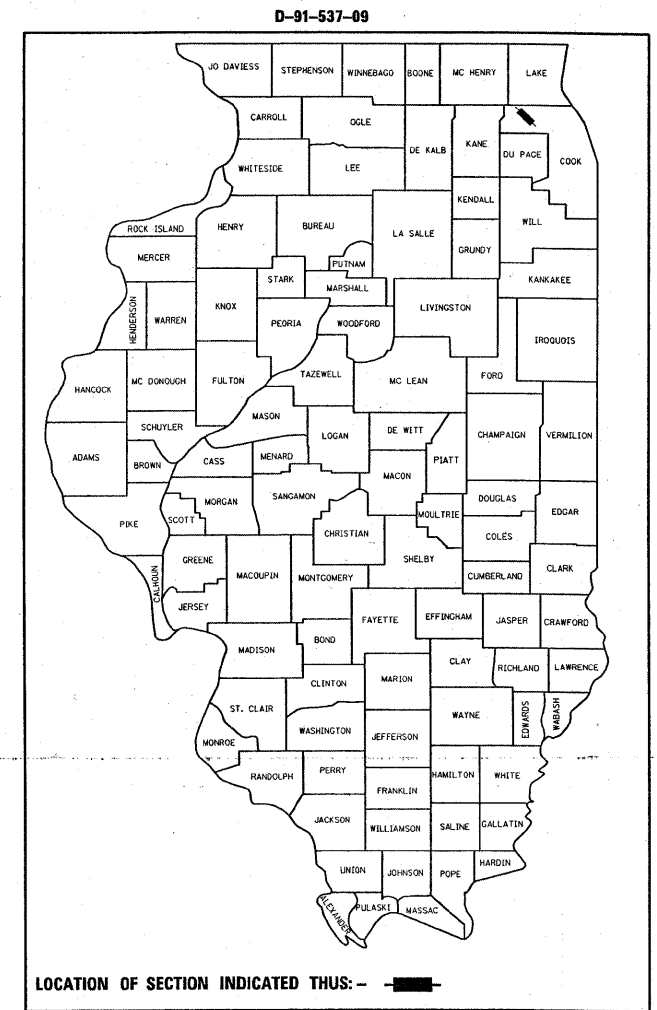 D-91-537-09
JO DAVIESS
STEPHENSON
WINNEBAGO
BOONE
MC HENRY
LAKE
CARROLL
OGLE
DE KALB
KANE
DU PAGE
COOK
WHITESIDE
LEE
KENDALL
WILL
ROCK ISLAND
HENRY
BUREAU
LA SALLE
GRUNDY
MERCER
PUTNAM
STARK
MARSHALL
KANKAKEE
HENDERSON
WARREN
KNOX
PEORIA
WOODFORD
LIVINGSTON
IROQUOIS
HANCOCK
MC DONOUGH
FULTON
TAZEWELL
MC LEAN
FORD
MASON
SCHUYLER
LOGAN
DE WITT
CHAMPAIGN
VERMILION
ADAMS
BROWN
CASS
MENARD
MACON
PIATT
PIKE
SCOTT
MORGAN
SANGAMON
CHRISTIAN
MOULTRIE
DOUGLAS
EDGAR
COLES
CALHOUN
GREENE
MACOUPIN
MONTGOMERY
SHELBY
CUMBERLAND
CLARK
JERSEY
FAYETTE
EFFINGHAM
JASPER
CRAWFORD
MADISON
BOND
CLAY
RICHLAND
LAWRENCE
CLINTON
MARION
ST. CLAIR
WAYNE
EDWARDS
WABASH
MONROE
WASHINGTON
JEFFERSON
RANDOLPH
PERRY
FRANKLIN
HAMILTON
WHITE
JACKSON
WILLIAMSON
SALINE
GALLATIN
UNION
JOHNSON
POPE
HARDIN
ALEXANDER
PULASKI
MASSAC
LOCATION OF SECTION INDICATED THUS: -